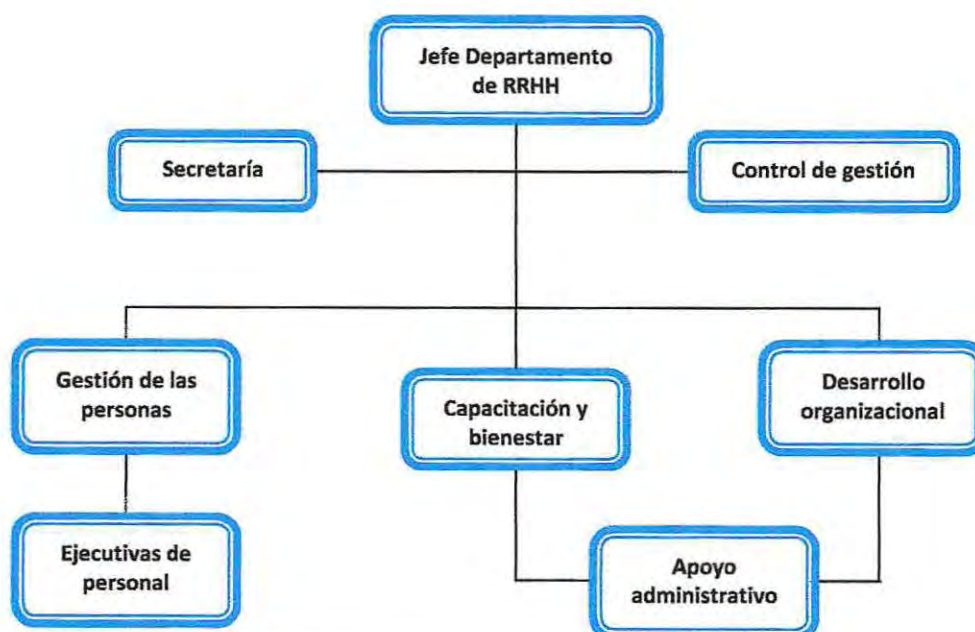 Jefe Departamento
de RRHH
Secretaría
Control de gestión
Gestión de las
personas
Capacitación y
bienestar
Desarrollo
organizacional
Ejecutivas de
personal
Apoyo
administrativo